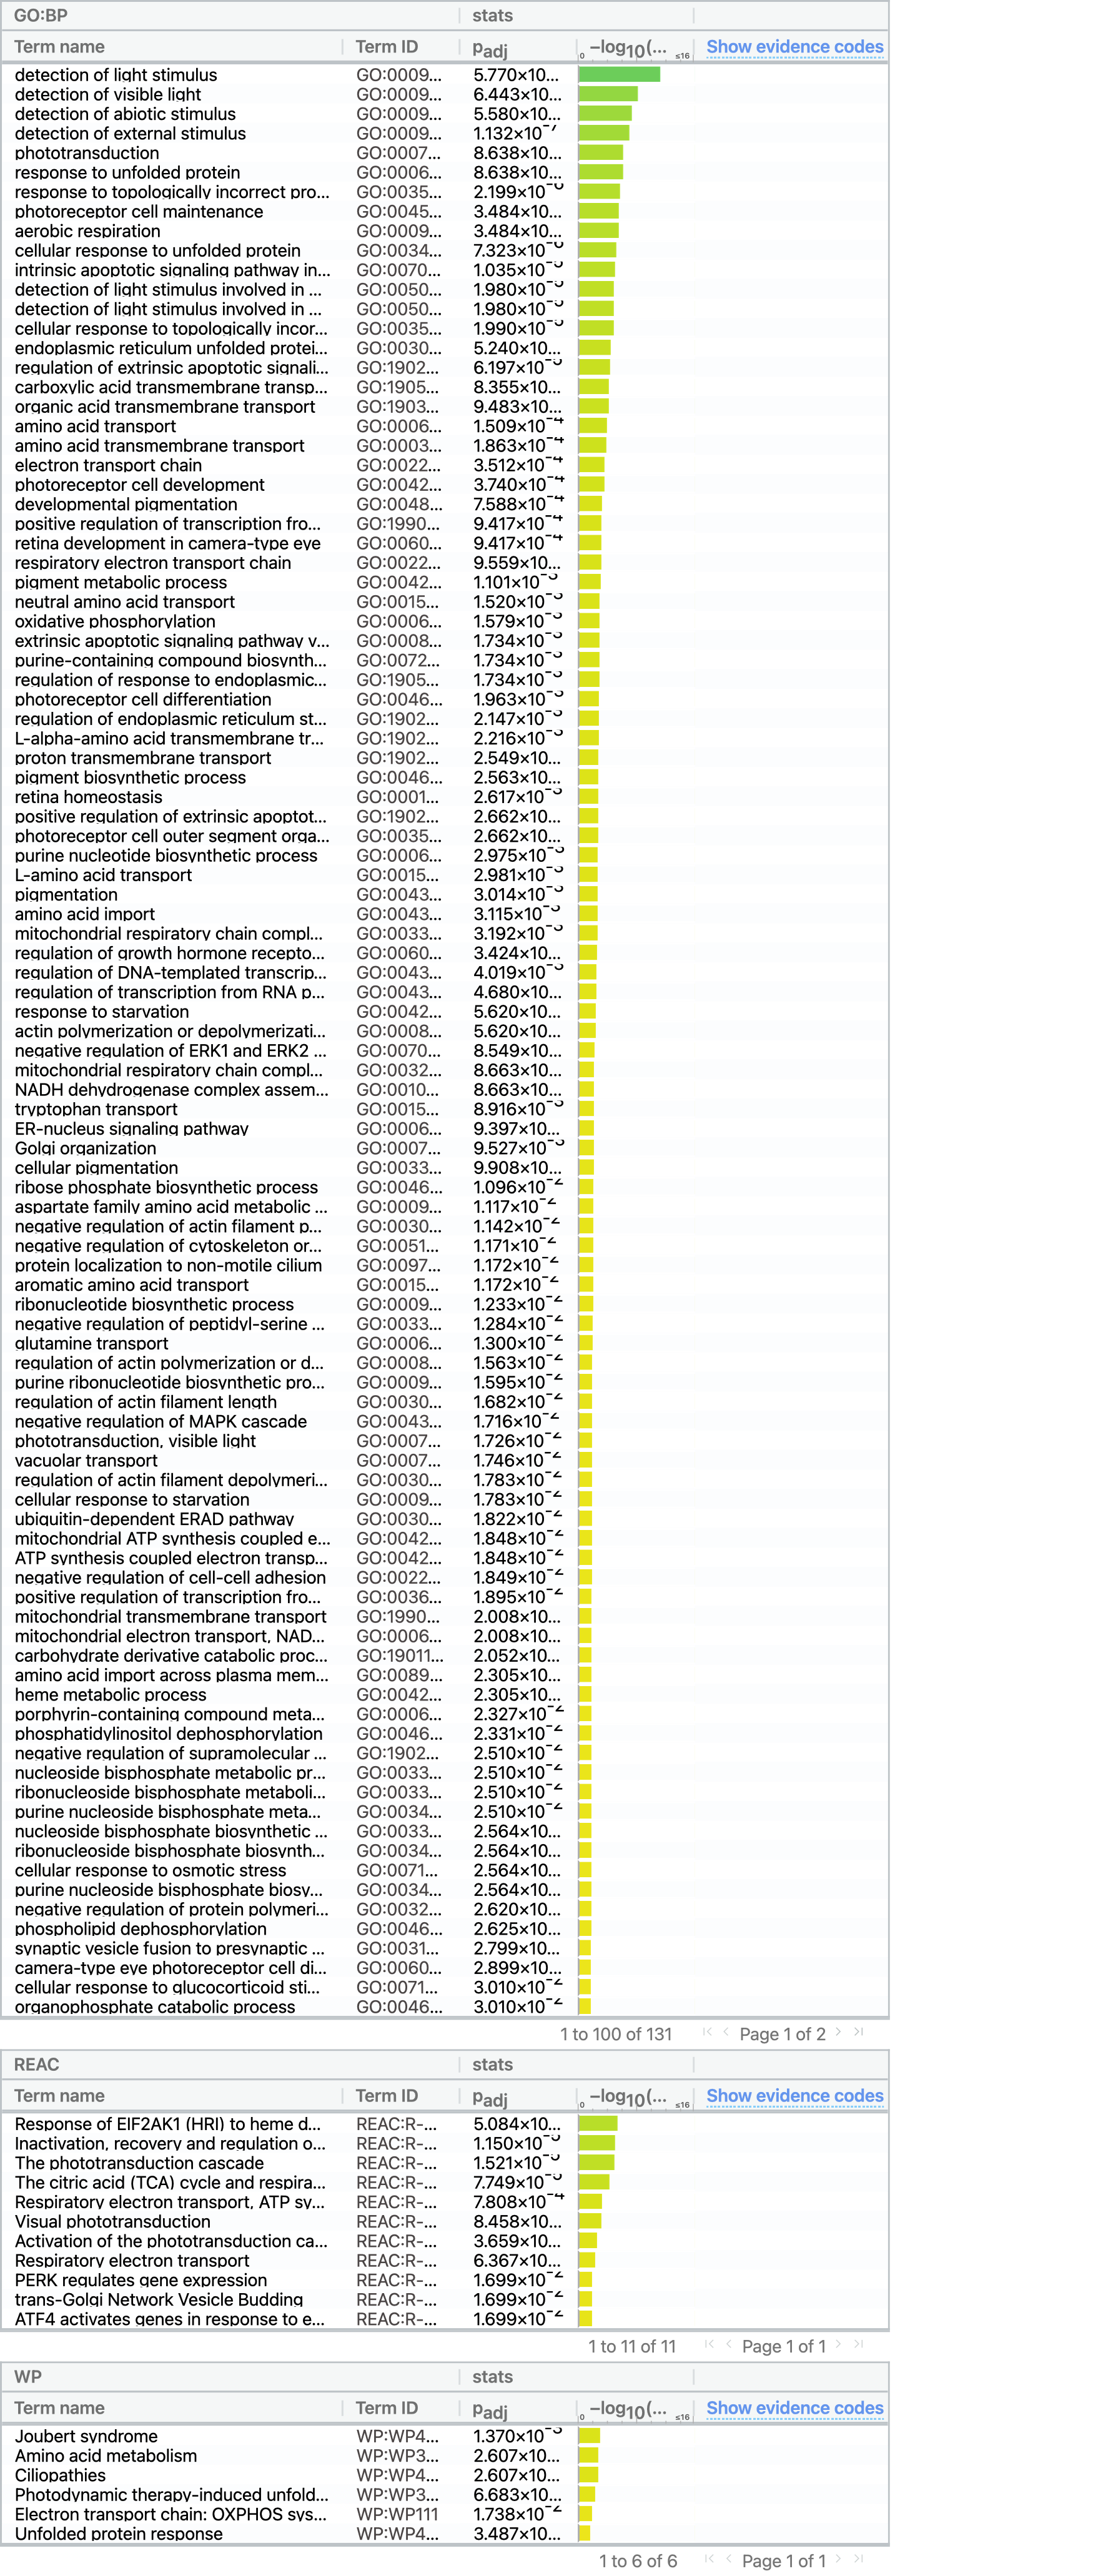 GO:BP stats
Term name Term ID padj −log10(... 0 ≤16 Show evidence codes
detection of light stimulus GO:0009... 5.770×10...
detection of visible light GO:0009... 6.443×10...
detection of abiotic stimulus GO:0009... 5.580×10...
detection of external stimulus GO:0009... 1.132×10⁻⁷
phototransduction GO:0007... 8.638×10...
response to unfolded protein GO:0006... 8.638×10...
response to topologically incorrect pro... GO:0035... 2.199×10⁻⁶
photoreceptor cell maintenance GO:0045... 3.484×10...
aerobic respiration GO:0009... 3.484×10...
cellular response to unfolded protein GO:0034... 7.323×10⁻⁶
intrinsic apoptotic signaling pathway in... GO:0070... 1.035×10⁻⁵
detection of light stimulus involved in ... GO:0050... 1.980×10⁻⁵
detection of light stimulus involved in ... GO:0050... 1.980×10⁻⁵
cellular response to topologically incor... GO:0035... 1.990×10⁻⁵
endoplasmic reticulum unfolded protei... GO:0030... 5.240×10...
regulation of extrinsic apoptotic signali... GO:1902... 6.197×10⁻⁵
carboxylic acid transmembrane transp... GO:1905... 8.355×10...
organic acid transmembrane transport GO:1903... 9.483×10...
amino acid transport GO:0006... 1.509×10⁻⁴
amino acid transmembrane transport GO:0003... 1.863×10⁻⁴
electron transport chain GO:0022... 3.512×10⁻⁴
photoreceptor cell development GO:0042... 3.740×10⁻⁴
developmental pigmentation GO:0048... 7.588×10⁻⁴
positive regulation of transcription fro... GO:1990... 9.417×10⁻⁴
retina development in camera-type eye GO:0060... 9.417×10⁻⁴
respiratory electron transport chain GO:0022... 9.559×10...
pigment metabolic process GO:0042... 1.101×10⁻³
neutral amino acid transport GO:0015... 1.520×10⁻³
oxidative phosphorylation GO:0006... 1.579×10⁻³
extrinsic apoptotic signaling pathway v... GO:0008... 1.734×10⁻³
purine-containing compound biosynth... GO:0072... 1.734×10⁻³
regulation of response to endoplasmic... GO:1905... 1.734×10⁻³
photoreceptor cell differentiation GO:0046... 1.963×10⁻³
regulation of endoplasmic reticulum st... GO:1902... 2.147×10⁻³
L-alpha-amino acid transmembrane tr... GO:1902... 2.216×10⁻³
proton transmembrane transport GO:1902... 2.549×10...
pigment biosynthetic process GO:0046... 2.563×10...
retina homeostasis GO:0001... 2.617×10⁻³
positive regulation of extrinsic apoptot... GO:1902... 2.662×10...
photoreceptor cell outer segment orga... GO:0035... 2.662×10...
purine nucleotide biosynthetic process GO:0006... 2.975×10⁻³
L-amino acid transport GO:0015... 2.981×10⁻³
pigmentation GO:0043... 3.014×10⁻³
amino acid import GO:0043... 3.115×10⁻³
mitochondrial respiratory chain compl... GO:0033... 3.192×10⁻³
regulation of growth hormone recepto... GO:0060... 3.424×10...
regulation of DNA-templated transcrip... GO:0043... 4.019×10⁻³
regulation of transcription from RNA p... GO:0043... 4.680×10...
response to starvation GO:0042... 5.620×10...
actin polymerization or depolymerizati... GO:0008... 5.620×10...
negative regulation of ERK1 and ERK2 ... GO:0070... 8.549×10...
mitochondrial respiratory chain compl... GO:0032... 8.663×10...
NADH dehydrogenase complex assem... GO:0010... 8.663×10...
tryptophan transport GO:0015... 8.916×10⁻³
ER-nucleus signaling pathway GO:0006... 9.397×10...
Golgi organization GO:0007... 9.527×10⁻³
cellular pigmentation GO:0033... 9.908×10...
ribose phosphate biosynthetic process GO:0046... 1.096×10⁻²
aspartate family amino acid metabolic ... GO:0009... 1.117×10⁻²
negative regulation of actin filament p... GO:0030... 1.142×10⁻²
negative regulation of cytoskeleton or... GO:0051... 1.171×10⁻²
protein localization to non-motile cilium GO:0097... 1.172×10⁻²
aromatic amino acid transport GO:0015... 1.172×10⁻²
ribonucleotide biosynthetic process GO:0009... 1.233×10⁻²
negative regulation of peptidyl-serine ... GO:0033... 1.284×10⁻²
glutamine transport GO:0006... 1.300×10⁻²
regulation of actin polymerization or d... GO:0008... 1.563×10⁻²
purine ribonucleotide biosynthetic pro... GO:0009... 1.595×10⁻²
regulation of actin filament length GO:0030... 1.682×10⁻²
negative regulation of MAPK cascade GO:0043... 1.716×10⁻²
phototransduction, visible light GO:0007... 1.726×10⁻²
vacuolar transport GO:0007... 1.746×10⁻²
regulation of actin filament depolymeri... GO:0030... 1.783×10⁻²
cellular response to starvation GO:0009... 1.783×10⁻²
ubiquitin-dependent ERAD pathway GO:0030... 1.822×10⁻²
mitochondrial ATP synthesis coupled e... GO:0042... 1.848×10⁻²
ATP synthesis coupled electron transp... GO:0042... 1.848×10⁻²
negative regulation of cell-cell adhesion GO:0022... 1.849×10⁻²
positive regulation of transcription fro... GO:0036... 1.895×10⁻²
mitochondrial transmembrane transport GO:1990... 2.008×10...
mitochondrial electron transport, NAD... GO:0006... 2.008×10...
carbohydrate derivative catabolic proc... GO:19011... 2.052×10...
amino acid import across plasma mem... GO:0089... 2.305×10...
heme metabolic process GO:0042... 2.305×10...
porphyrin-containing compound meta... GO:0006... 2.327×10⁻²
phosphatidylinositol dephosphorylation GO:0046... 2.331×10⁻²
negative regulation of supramolecular ... GO:1902... 2.510×10⁻²
nucleoside bisphosphate metabolic pr... GO:0033... 2.510×10⁻²
ribonucleoside bisphosphate metaboli... GO:0033... 2.510×10⁻²
purine nucleoside bisphosphate meta... GO:0034... 2.510×10⁻²
nucleoside bisphosphate biosynthetic ... GO:0033... 2.564×10...
ribonucleoside bisphosphate biosynth... GO:0034... 2.564×10...
cellular response to osmotic stress GO:0071... 2.564×10...
purine nucleoside bisphosphate biosy... GO:0034... 2.564×10...
negative regulation of protein polymeri... GO:0032... 2.620×10...
phospholipid dephosphorylation GO:0046... 2.625×10...
synaptic vesicle fusion to presynaptic ... GO:0031... 2.799×10...
camera-type eye photoreceptor cell di... GO:0060... 2.899×10...
cellular response to glucocorticoid sti... GO:0071... 3.010×10⁻²
organophosphate catabolic process GO:0046... 3.010×10⁻²
1 to 100 of 131 Page 1 of 2
REAC stats
Term name Term ID padj −log10(... 0 ≤16 Show evidence codes
Response of EIF2AK1 (HRI) to heme d... REAC:R-... 5.084×10...
Inactivation, recovery and regulation o... REAC:R-... 1.150×10⁻⁵
The phototransduction cascade REAC:R-... 1.521×10⁻⁵
The citric acid (TCA) cycle and respira... REAC:R-... 7.749×10⁻⁵
Respiratory electron transport, ATP sy... REAC:R-... 7.808×10⁻⁴
Visual phototransduction REAC:R-... 8.458×10...
Activation of the phototransduction ca... REAC:R-... 3.659×10...
Respiratory electron transport REAC:R-... 6.367×10...
PERK regulates gene expression REAC:R-... 1.699×10⁻²
trans-Golgi Network Vesicle Budding REAC:R-... 1.699×10⁻²
ATF4 activates genes in response to e... REAC:R-... 1.699×10⁻²
1 to 11 of 11 Page 1 of 1
WP stats
Term name Term ID padj −log10(... 0 ≤16 Show evidence codes
Joubert syndrome WP:WP4... 1.370×10⁻³
Amino acid metabolism WP:WP3... 2.607×10...
Ciliopathies WP:WP4... 2.607×10...
Photodynamic therapy-induced unfold... WP:WP3... 6.683×10...
Electron transport chain: OXPHOS sys... WP:WP111 1.738×10⁻²
Unfolded protein response WP:WP4... 3.487×10...
1 to 6 of 6 Page 1 of 1